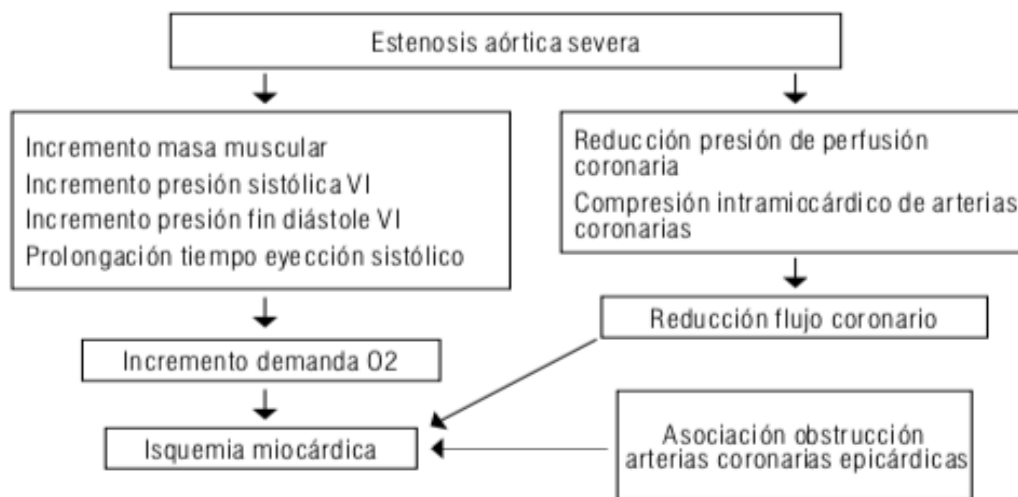 Estenosis aórtica severa
Incremento masa muscular
Incremento presión sistólica VI
Incremento presión fin diástole VI
Prolongación tiempo eyección sistólico
Reducción presión de perfusión
coronaria
Compresión intramiccárdico de arterias
coronarias
Reducción flujo coronario
Incremento demanda O2
Isquemia miocárdica
Asociación obstrucción
arterias coronarias epicárdicas